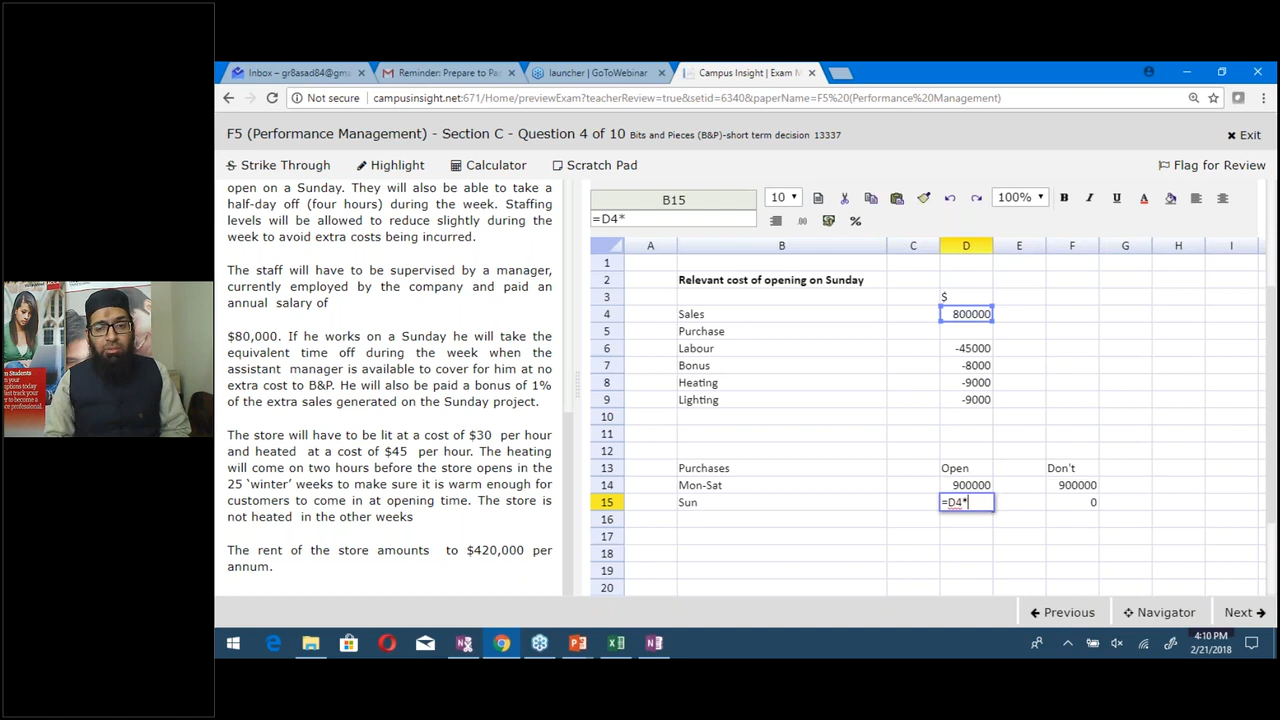 Inbox – gr8asad84@gma
Reminder: Prepare to Pas
launcher | GoToWebinar
Campus Insight | Exam M
Not secure
campusinsight.net:671/Home/previewExam?teacherReview=true&setid=6340&paperName=F5%20(Performance%20Management)
F5 (Performance Management) - Section C - Question 4 of 10 Bits and Pieces (B&P)-short term decision 13337
Exit
Strike Through
Highlight
Calculator
Scratch Pad
Flag for Review
open on a Sunday. They will also be able to take a
half-day off (four hours) during the week. Staffing
levels will be allowed to reduce slightly during the
week to avoid extra costs being incurred.
The staff will have to be supervised by a manager,
currently employed by the company and paid an
annual salary of
$80,000. If he works on a Sunday he will take the
equivalent time off during the week when the
assistant manager is available to cover for him at no
extra cost to B&P. He will also be paid a bonus of 1%
of the extra sales generated on the Sunday project.
The store will have to be lit at a cost of $30 per hour
and heated at a cost of $45 per hour. The heating
will come on two hours before the store opens in the
25 'winter' weeks to make sure it is warm enough for
customers to come in at opening time. The store is
not heated in the other weeks
The rent of the store amounts to $420,000 per
annum.
B15
=D4*
10
100%
B I U A
%
A B C D E F G H I
1
2 Relevant cost of opening on Sunday
3 $
4 Sales 800000
5 Purchase
6 Labour -45000
7 Bonus -8000
8 Heating -9000
9 Lighting -9000
10
11
12
13 Purchases Open Don't
14 Mon-Sat 900000 900000
15 Sun =D4* 0
16
17
18
19
20
Previous
Navigator
Next
4:10 PM
2/21/2018